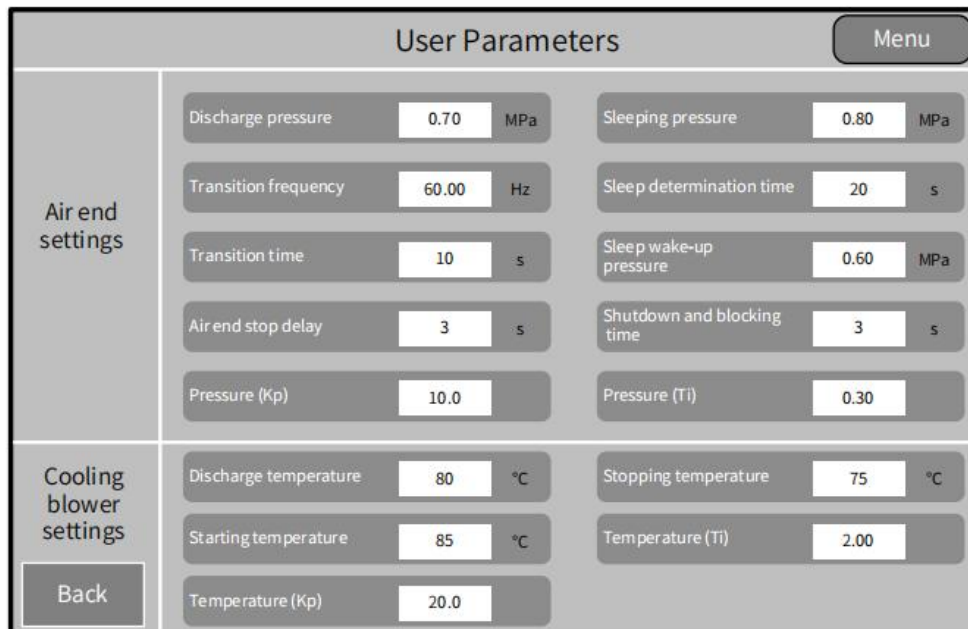 User Parameters
Menu
Air end
settings
Discharge pressure 0.70 MPa
Sleeping pressure 0.80 MPa
Transition frequency 60.00 Hz
Sleep determination time 20 s
Transition time 10 s
Sleep wake-up
pressure 0.60 MPa
Air end stop delay 3 s
Shutdown and blocking
time 3 s
Pressure (Kp) 10.0
Pressure (Ti) 0.30
Cooling
blower
settings
Discharge temperature 80 °C
Stopping temperature 75 °C
Starting temperature 85 °C
Temperature (Ti) 2.00
Temperature (Kp) 20.0
Back